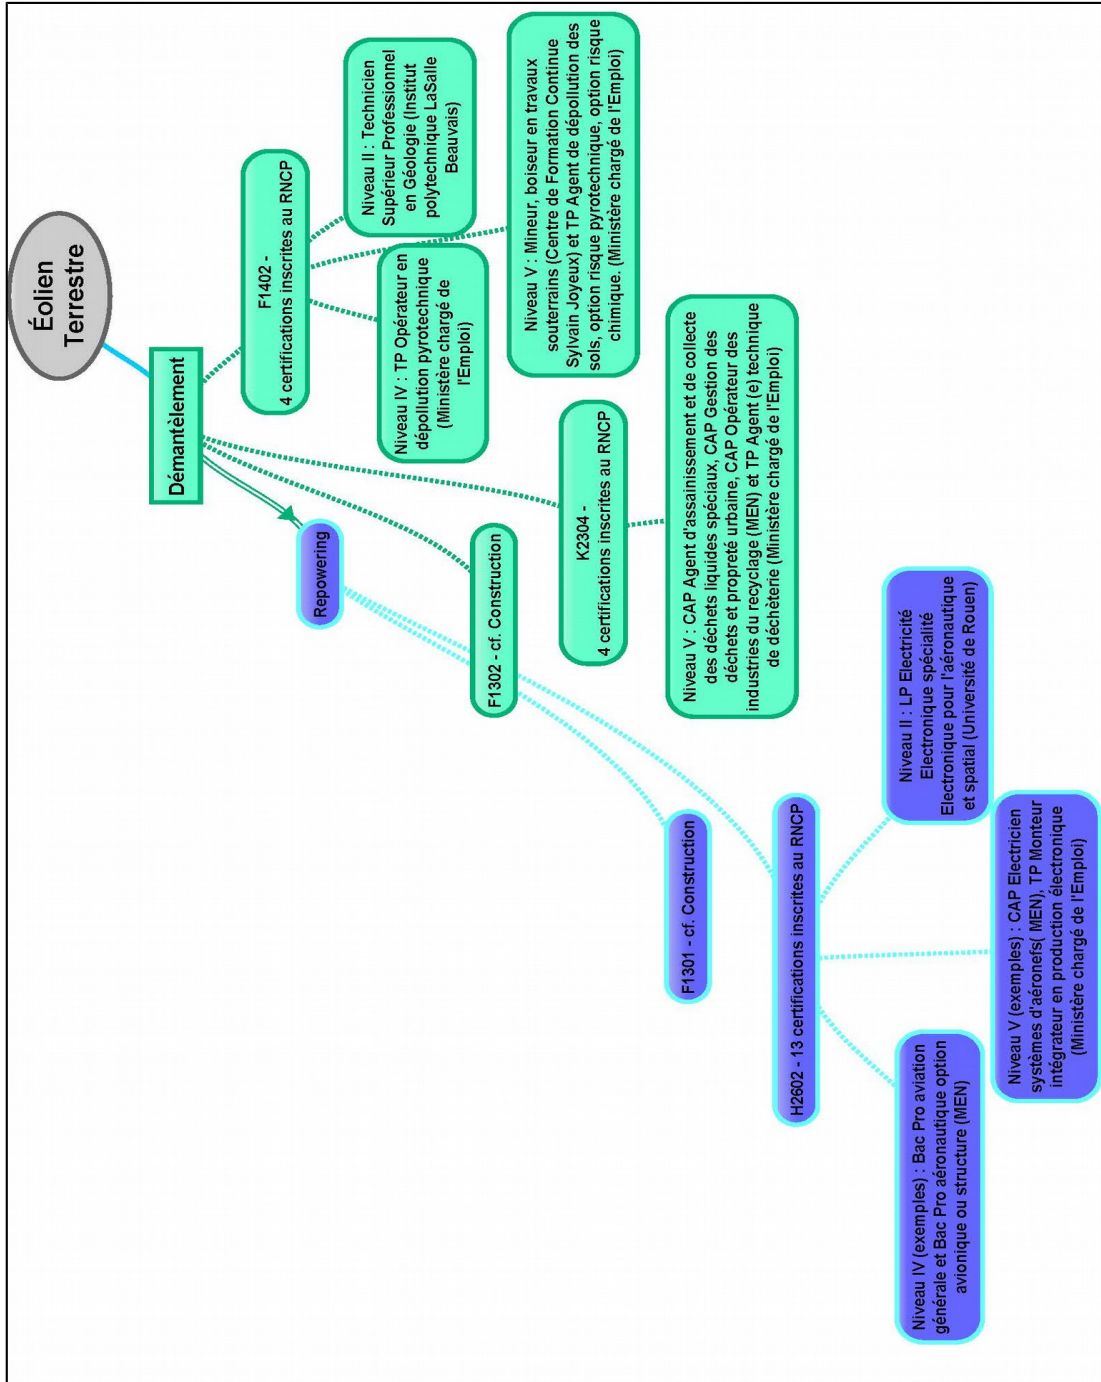 Éolien
Terrestre
Démantèlement
F1402 -
4 certifications inscrites au RNCP
Niveau II : Technicien
Supérieur Professionnel
en Géologie (Institut
polytechnique LaSalle
Beauvais)
Niveau IV : TP Opérateur en
dépollution pyrotechnique
(Ministère chargé de
l'Emploi)
Niveau V : Mineur, boiseur en travaux
souterrains (Centre de Formation Continue
Sylvain Joyeux) et TP Agent de dépollution des
sols, option risque pyrotechnique, option risque
chimique. (Ministère chargé de l'Emploi)
K2304 -
4 certifications inscrites au RNCP
Niveau V : CAP Agent d'assainissement et de collecte
des déchets liquides spéciaux, CAP Gestion des
déchets et propreté urbaine, CAP Opérateur des
industries du recyclage (MEN) et TP Agent (e) technique
de déchèterie (Ministère chargé de l'Emploi)
Repowering
F1302 - cf. Construction
F1301 - cf. Construction
H2602 - 13 certifications inscrites au RNCP
Niveau II : LP Electricité
Electronique spécialité
Electronique pour l'aéronautique
et spatial (Université de Rouen)
Niveau V (exemples) : CAP Electricien
systèmes d'aéronefs( MEN), TP Monteur
intégrateur en production électronique
(Ministère chargé de l'Emploi)
Niveau IV (exemples) : Bac Pro aviation
générale et Bac Pro aéronautique option
avionique ou structure (MEN)